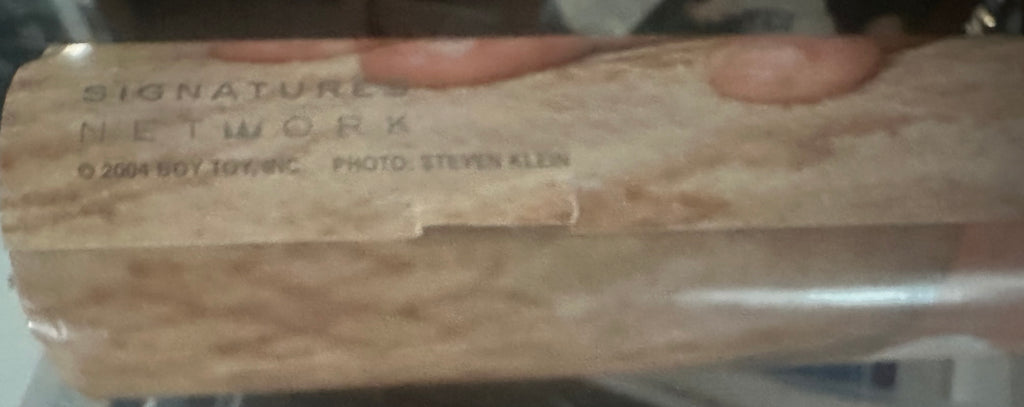 SIGNATURES
NETWORK
© 2004 BOY TOY, INC. PHOTO: STEVEN KLEIN